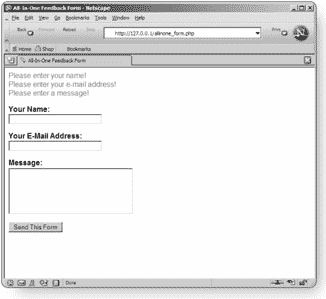 All-In-One Feedback Form - Netscape
File Edit View Go Bookmarks Tools Window Help
Back Forward Reload Stop http://127.0.0.1/allinone_form.php Print
Home Shop Bookmarks
All-In-One Feedback Form
Please enter your name!
Please enter your e-mail address!
Please enter a message!
Your Name:
Your E-Mail Address:
Message:
Send This Form
Done